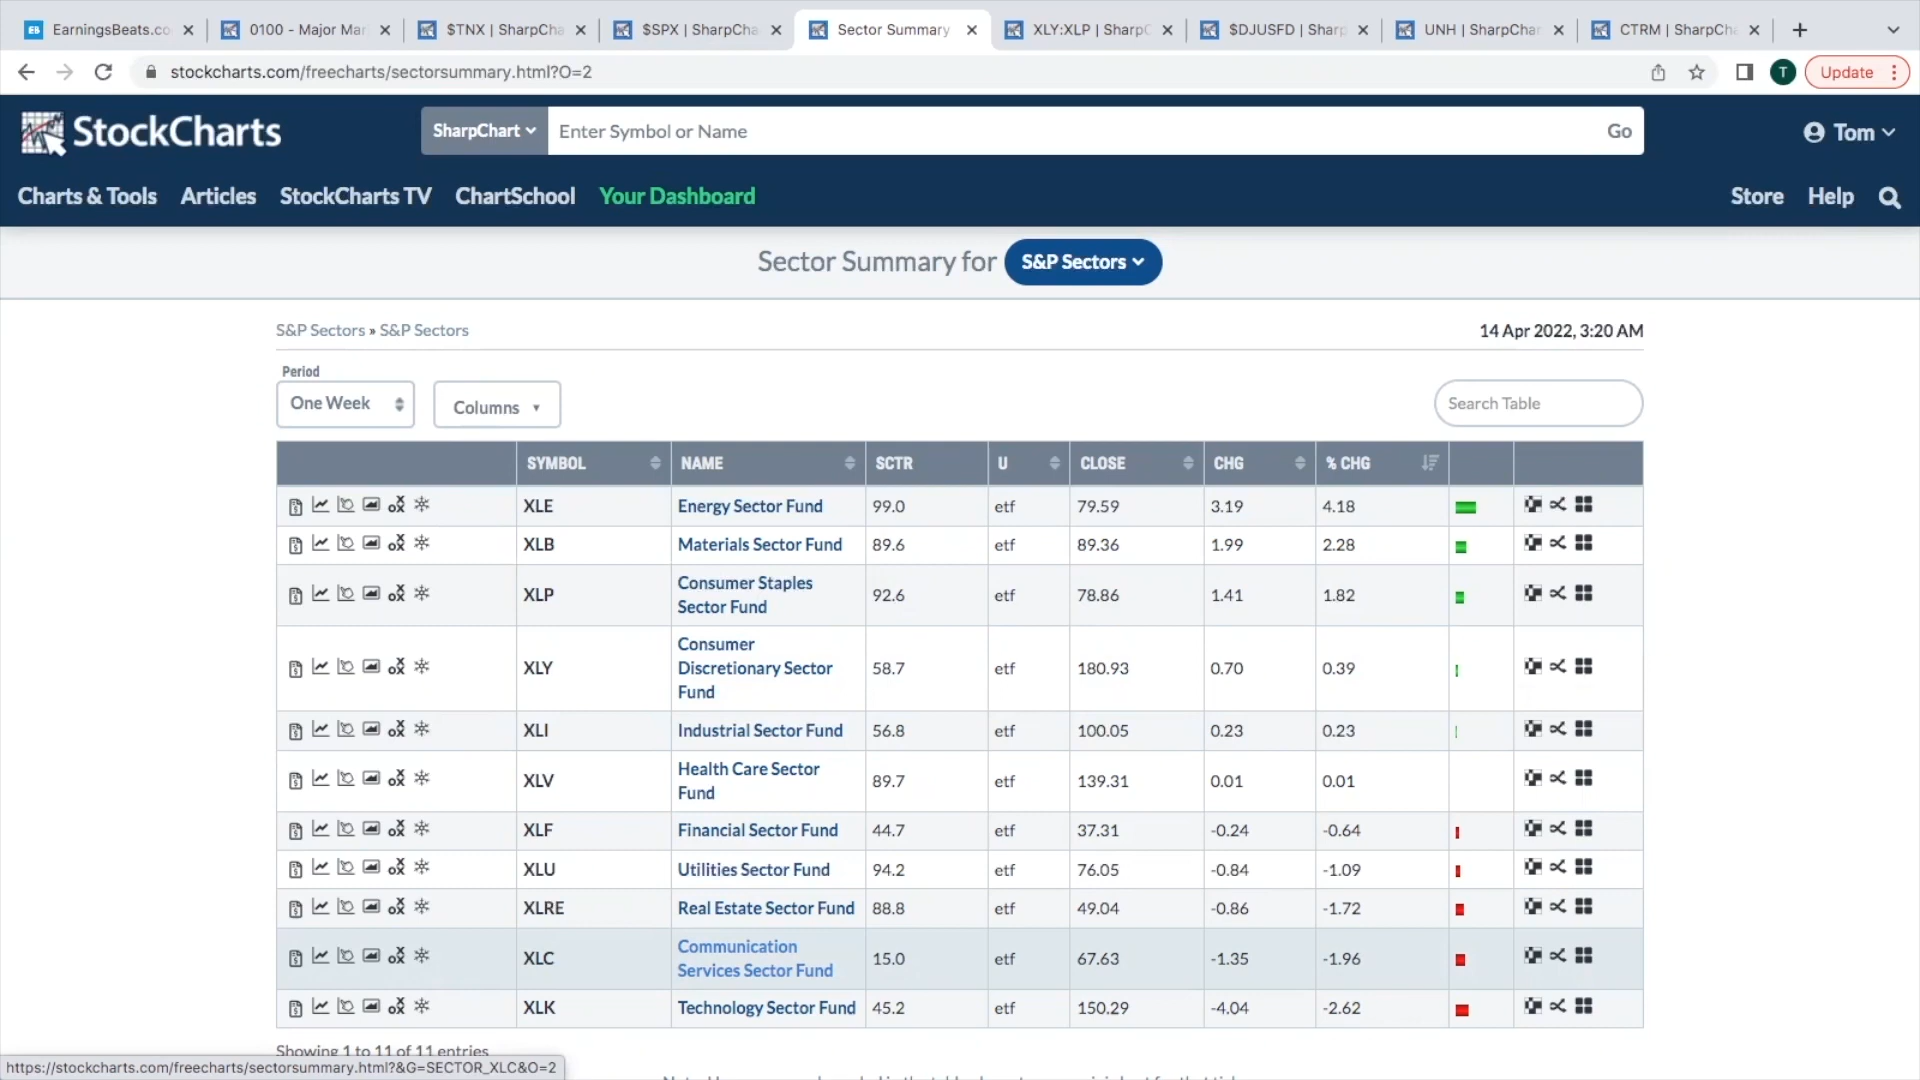 EarningsBeats.co
0100 - Major Mar
$TNX | SharpCha
$SPX | SharpCha
Sector Summary
XLY:XLP | SharpC
$DJUSFD | Sharp
UNH | SharpChar
CTRM | SharpCha
stockcharts.com/freecharts/sectorsummary.html?O=2
T
Update
StockCharts
SharpChart
Enter Symbol or Name
Go
Tom
Charts & Tools
Articles
StockCharts TV
ChartSchool
Your Dashboard
Store
Help
Sector Summary for S&P Sectors
S&P Sectors » S&P Sectors
14 Apr 2022, 3:20 AM
Period
One Week
Columns
Search Table
SYMBOL NAME SCTR U CLOSE CHG % CHG
XLE Energy Sector Fund 99.0 etf 79.59 3.19 4.18
XLB Materials Sector Fund 89.6 etf 89.36 1.99 2.28
XLP Consumer Staples Sector Fund 92.6 etf 78.86 1.41 1.82
XLY Consumer Discretionary Sector Fund 58.7 etf 180.93 0.70 0.39
XLI Industrial Sector Fund 56.8 etf 100.05 0.23 0.23
XLV Health Care Sector Fund 89.7 etf 139.31 0.01 0.01
XLF Financial Sector Fund 44.7 etf 37.31 -0.24 -0.64
XLU Utilities Sector Fund 94.2 etf 76.05 -0.84 -1.09
XLRE Real Estate Sector Fund 88.8 etf 49.04 -0.86 -1.72
XLC Communication Services Sector Fund 15.0 etf 67.63 -1.35 -1.96
XLK Technology Sector Fund 45.2 etf 150.29 -4.04 -2.62
Showing 1 to 11 of 11 entries
https://stockcharts.com/freecharts/sectorsummary.html?&G=SECTOR_XLC&O=2